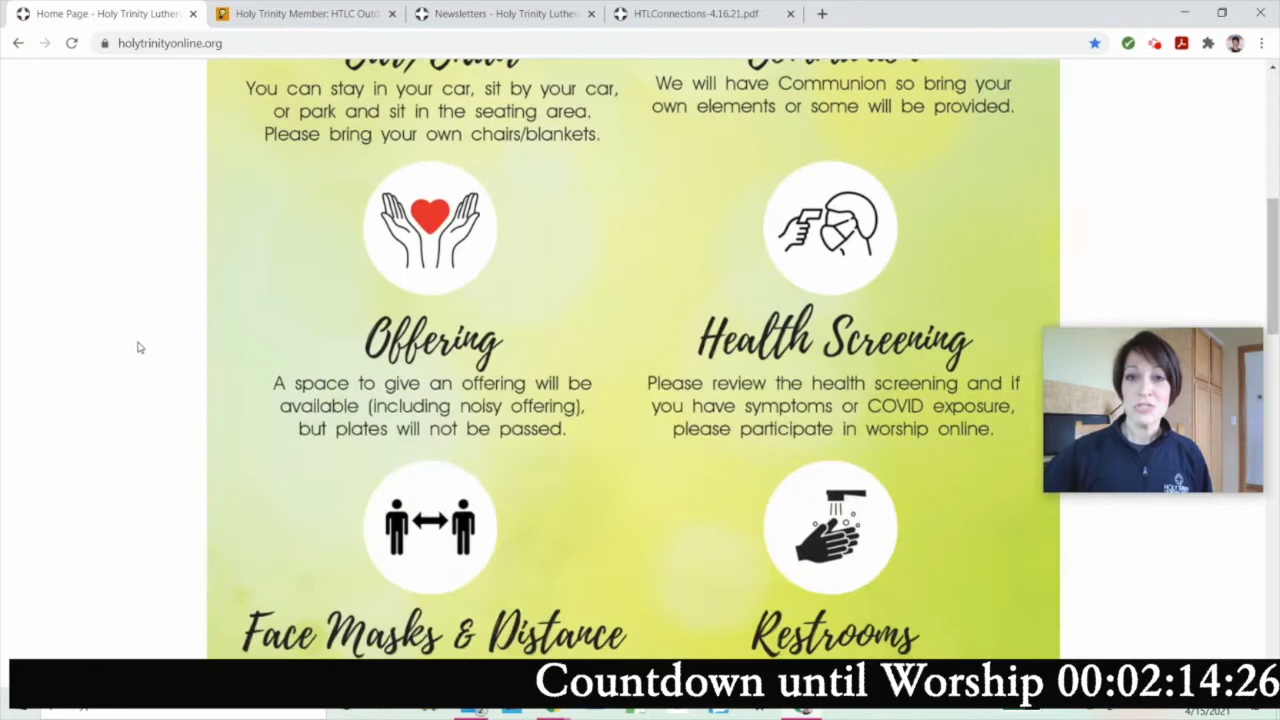 Home Page - Holy Trinity Luther
Holy Trinity Member: HTLC Outd
Newsletters - Holy Trinity Luthe
HTLConnections-4.16.21.pdf
holytrinityonline.org
You can stay in your car, sit by your car,
or park and sit in the seating area.
Please bring your own chairs/blankets.
We will have Communion so bring your
own elements or some will be provided.
Offering
A space to give an offering will be
available (including noisy offering),
but plates will not be passed.
Health Screening
Please review the health screening and if
you have symptoms or COVID exposure,
please participate in worship online.
Face Masks & Distance
Restrooms
Countdown until Worship 00:02:14:26
4/15/2021